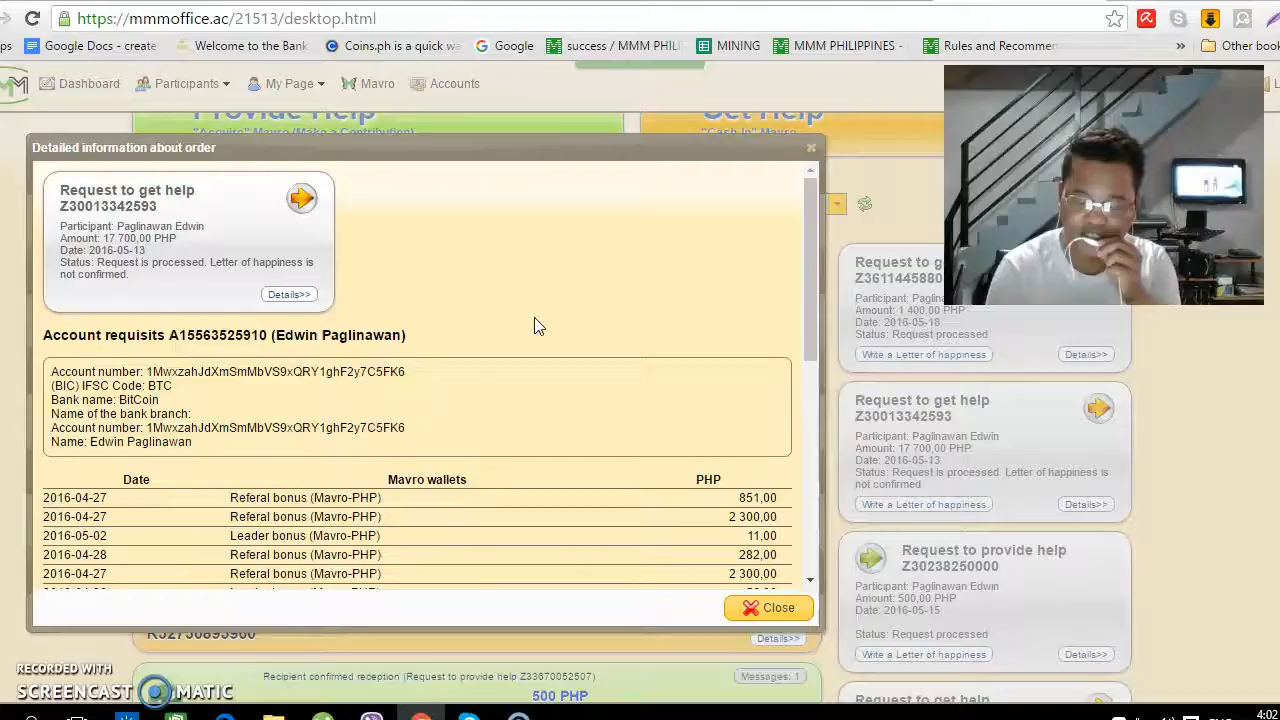 https://mmmoffice.ac/21513/desktop.html
Google Docs - create
Welcome to the Bank
Coins.ph is a quick wa
Google
success / MMM PHILI
MINING
MMM PHILIPPINES -
Rules and Recommen
»
Other book
Dashboard
Participants
My Page
Mavro
Accounts
Provide Help
"Acquire" Mavro (Make a Contribution)
Get Help
"Cash-In" Mavro
Detailed information about order
Request to get help
Z30013342593
Participant: Paglinawan Edwin
Amount: 17 700,00 PHP
Date: 2016-05-13
Status: Request is processed. Letter of happiness is
not confirmed.
Details>>
Account requisits A15563525910 (Edwin Paglinawan)
Account number: 1MwxzahJdXmSmMbVS9xQRY1ghF2y7C5FK6
(BIC) IFSC Code: BTC
Bank name: BitCoin
Name of the bank branch:
Account number: 1MwxzahJdXmSmMbVS9xQRY1ghF2y7C5FK6
Name: Edwin Paglinawan
Date Mavro wallets PHP
2016-04-27 Referal bonus (Mavro-PHP) 851,00
2016-04-27 Referal bonus (Mavro-PHP) 2 300,00
2016-05-02 Leader bonus (Mavro-PHP) 11,00
2016-04-28 Referal bonus (Mavro-PHP) 282,00
2016-04-27 Referal bonus (Mavro-PHP) 2 300,00
Close
Details>>
Recipient confirmed reception (Request to provide help Z33670052507)
Messages: 1
500 PHP
Request to g
Z3611445880
Participant: Paglina
Amount: 1 400,00 PHP
Date: 2016-05-18
Status: Request processed
Write a Letter of happiness
Details>>
Request to get help
Z30013342593
Participant: Paglinawan Edwin
Amount: 17 700,00 PHP
Date: 2016-05-13
Status: Request is processed. Letter of happiness is
not confirmed
Write a Letter of happiness
Details>>
Request to provide help
Z30238250000
Participant: Paglinawan Edwin
Amount: 500,00 PHP
Date: 2016-05-15
Status: Request processed
Write a Letter of happiness
Details>>
Request to get help
RECORDED WITH
SCREENCAST MATIC
4:02